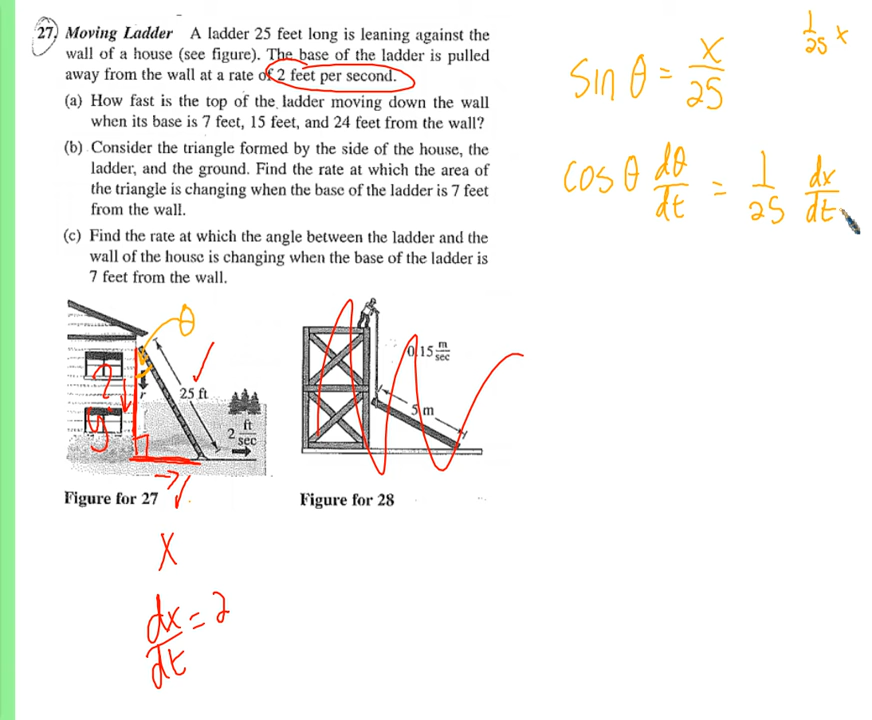 27. Moving Ladder A ladder 25 feet long is leaning against the
wall of a house (see figure). The base of the ladder is pulled
away from the wall at a rate of 2 feet per second.
(a) How fast is the top of the ladder moving down the wall
when its base is 7 feet, 15 feet, and 24 feet from the wall?
(b) Consider the triangle formed by the side of the house, the
ladder, and the ground. Find the rate at which the area of
the triangle is changing when the base of the ladder is 7 feet
from the wall.
(c) Find the rate at which the angle between the ladder and the
wall of the house is changing when the base of the ladder is
7 feet from the wall.
θ
25 ft
r
?
y
2 ft/sec
Figure for 27
0.15 m/sec
5 m
Figure for 28
x
dx/dt = 2
sin θ = x/25
1/25 x
cos θ dθ/dt = 1/25 dx/dt